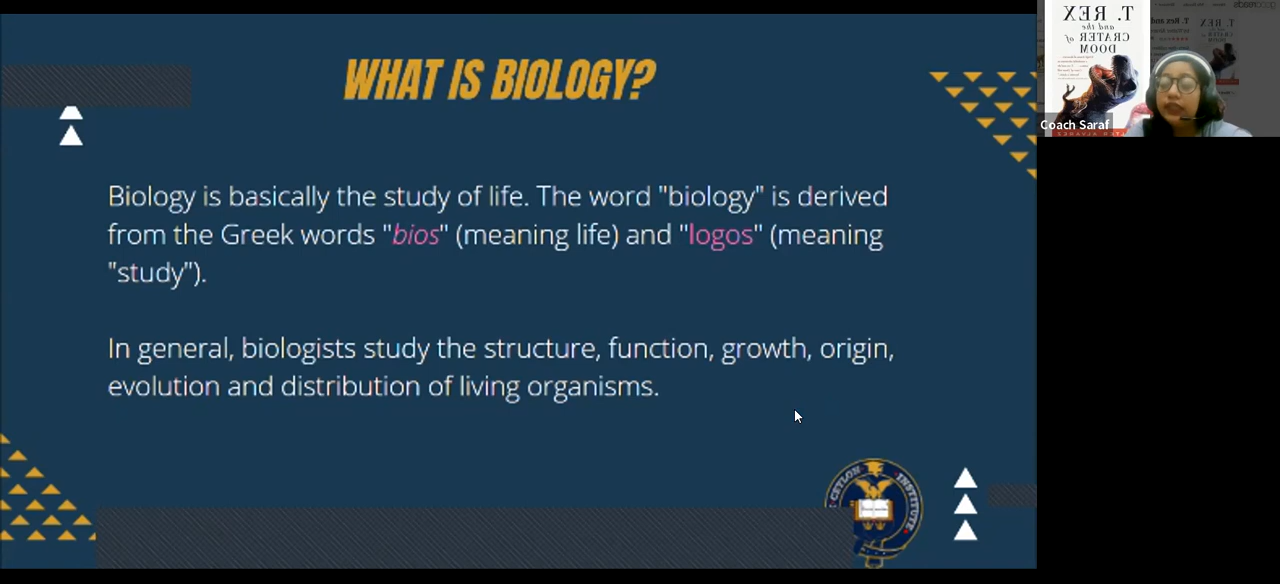 WHAT IS BIOLOGY?
Biology is basically the study of life. The word "biology" is derived
from the Greek words "bios" (meaning life) and "logos" (meaning
"study").
In general, biologists study the structure, function, growth, origin,
evolution and distribution of living organisms.
CEYLON INSTITUTE
T. REX
and the
CRATER of
DOOM
Coach Saraf